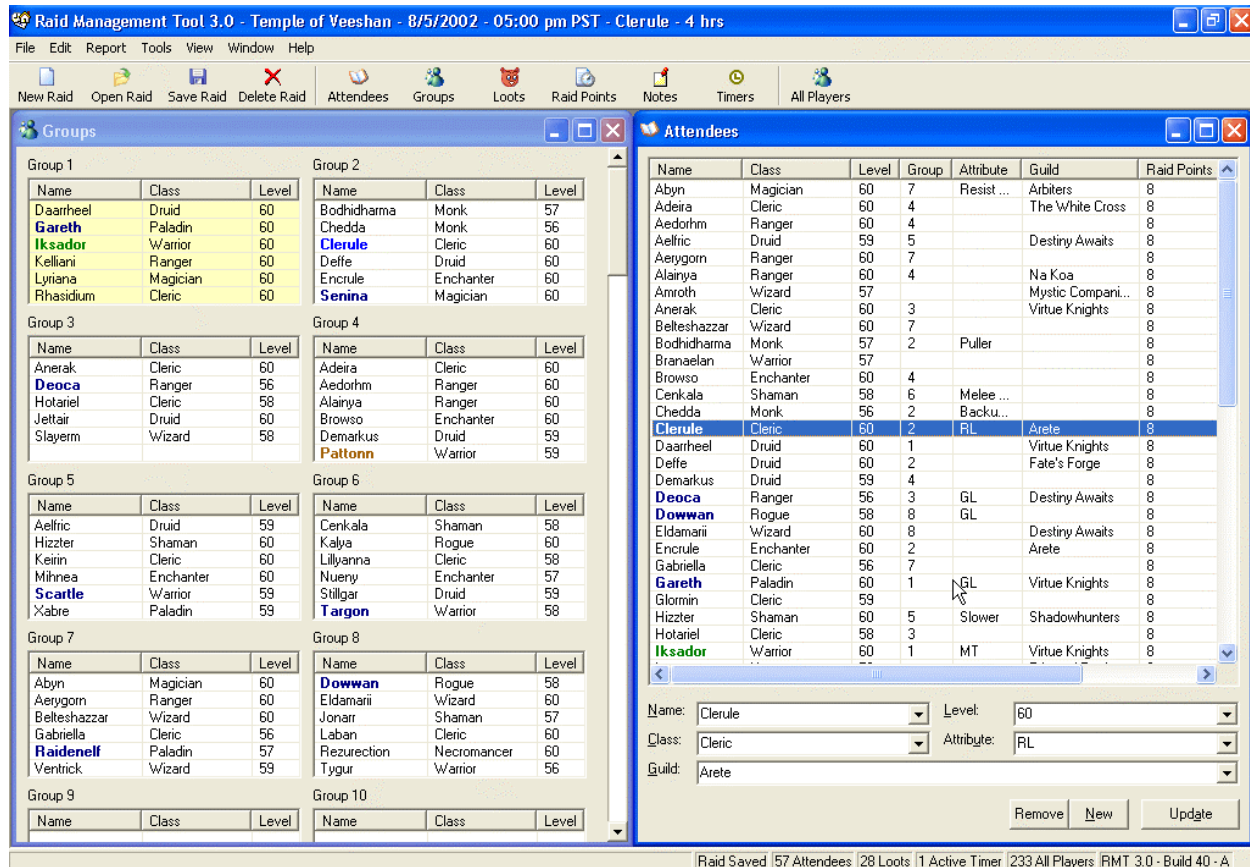 Raid Management Tool 3.0 - Temple of Veeshan - 8/5/2002 - 05:00 pm PST - Clerule - 4 hrs
File Edit Report Tools View Window Help
New Raid Open Raid Save Raid Delete Raid Attendees Groups Loots Raid Points Notes Timers All Players
Groups
Group 1
Name Class Level
Daarrheel Druid 60
Gareth Paladin 60
Iksador Warrior 60
Kelliani Ranger 60
Lyriana Magician 60
Rhasidium Cleric 60
Group 2
Name Class Level
Bodhidharma Monk 57
Chedda Monk 56
Clerule Cleric 60
Deffe Druid 60
Encrule Enchanter 60
Senina Magician 60
Group 3
Name Class Level
Anerak Cleric 60
Deoca Ranger 56
Hotariel Cleric 58
Jettair Druid 60
Slayerm Wizard 58
Group 4
Name Class Level
Adeira Cleric 60
Aedorhm Ranger 60
Alainya Ranger 60
Browso Enchanter 60
Demarkus Druid 59
Pattonn Warrior 59
Group 5
Name Class Level
Aelfric Druid 59
Hizzter Shaman 60
Keirin Cleric 60
Mihnea Enchanter 60
Scartle Warrior 59
Xabre Paladin 59
Group 6
Name Class Level
Cenkala Shaman 58
Kalya Rogue 60
Lillyanna Cleric 58
Nueny Enchanter 57
Stillgar Druid 59
Targon Warrior 58
Group 7
Name Class Level
Abyn Magician 60
Aerygorn Ranger 60
Belteshazzar Wizard 60
Gabriella Cleric 56
Raidenelf Paladin 57
Ventrick Wizard 59
Group 8
Name Class Level
Dowwan Rogue 58
Eldamarii Wizard 60
Jonarr Shaman 57
Laban Cleric 60
Rezurection Necromancer 60
Tygur Warrior 56
Group 9
Name Class Level
Group 10
Name Class Level
Attendees
Name Class Level Group Attribute Guild Raid Points
Abyn Magician 60 7 Resist ... Arbiters 8
Adeira Cleric 60 4 The White Cross 8
Aedorhm Ranger 60 4 8
Aelfric Druid 59 5 Destiny Awaits 8
Aerygorn Ranger 60 7 8
Alainya Ranger 60 4 Na Koa 8
Amroth Wizard 57 Mystic Compani... 8
Anerak Cleric 60 3 Virtue Knights 8
Belteshazzar Wizard 60 7 8
Bodhidharma Monk 57 2 Puller 8
Branaelan Warrior 57 8
Browso Enchanter 60 4 8
Cenkala Shaman 58 6 Melee ... 8
Chedda Monk 56 2 Backu... 8
Clerule Cleric 60 2 RL Arete 8
Daarrheel Druid 60 1 Virtue Knights 8
Deffe Druid 60 2 Fate's Forge 8
Demarkus Druid 59 4 8
Deoca Ranger 56 3 GL Destiny Awaits 8
Dowwan Rogue 58 8 GL 8
Eldamarii Wizard 60 8 Destiny Awaits 8
Encrule Enchanter 60 2 Arete 8
Gabriella Cleric 56 7 8
Gareth Paladin 60 1 GL Virtue Knights 8
Glormin Cleric 59 8
Hizzter Shaman 60 5 Slower Shadowhunters 8
Hotariel Cleric 58 3 8
Iksador Warrior 60 1 MT Virtue Knights 8
Name: Clerule Level: 60
Class: Cleric Attribute: RL
Guild: Arete
Remove New Update
Raid Saved 57 Attendees 28 Loots 1 Active Timer 233 All Players RMT 3.0 - Build 40 - A